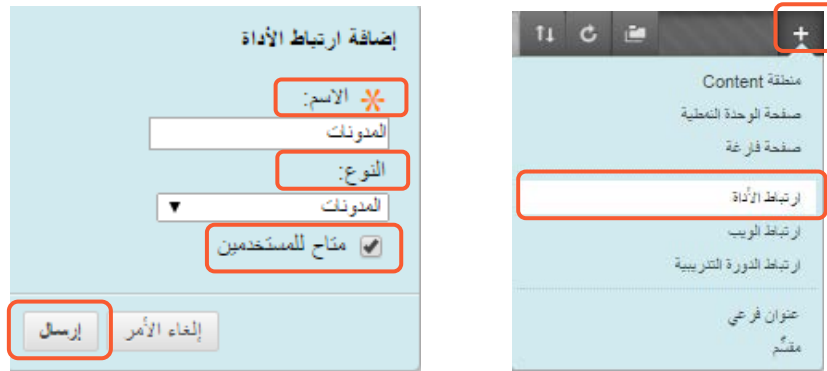 +
منطقة Content
صفحة الوحدة النمطية
صفحة فارغة
ارتباط الأداة
ارتباط الويب
ارتباط الدورة التدريبية
عنوان فرعي
مقسِّم
إضافة ارتباط الأداة
الاسم:
المدونات
النوع:
المدونات
متاح للمستخدمين
إلغاء الأمر
إرسال